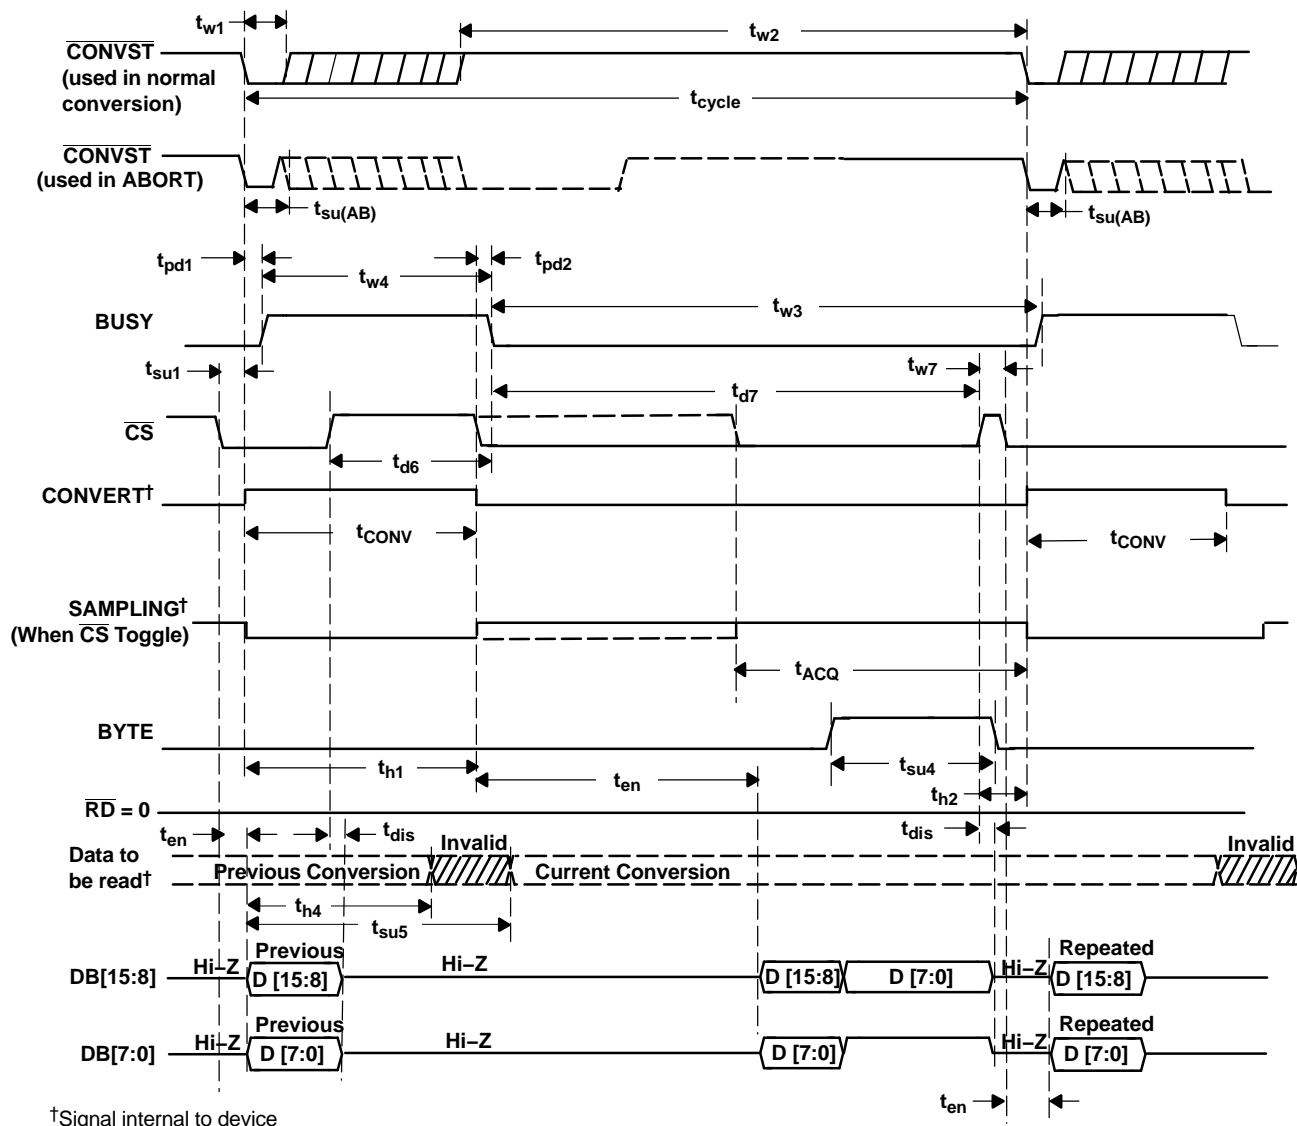 tw1
tw2
CONVST
(used in normal
conversion)
tcycle
CONVST
(used in ABORT)
tsu(AB)
tsu(AB)
tpd1
tw4
tpd2
tw3
BUSY
tsu1
tw7
td7
CS
td6
CONVERT†
tCONV
tCONV
SAMPLING†
(When CS Toggle)
tACQ
BYTE
th1
ten
tsu4
th2
RD = 0
ten
tdis
tdis
Invalid
Invalid
Data to
be read†
Previous Conversion
Current Conversion
th4
tsu5
Previous
Repeated
DB[15:8]
Hi–Z
D [15:8]
Hi–Z
D [15:8]
D [7:0]
Hi–Z
D [15:8]
Previous
Repeated
DB[7:0]
Hi–Z
D [7:0]
Hi–Z
D [7:0]
Hi–Z
D [7:0]
ten
†Signal internal to device